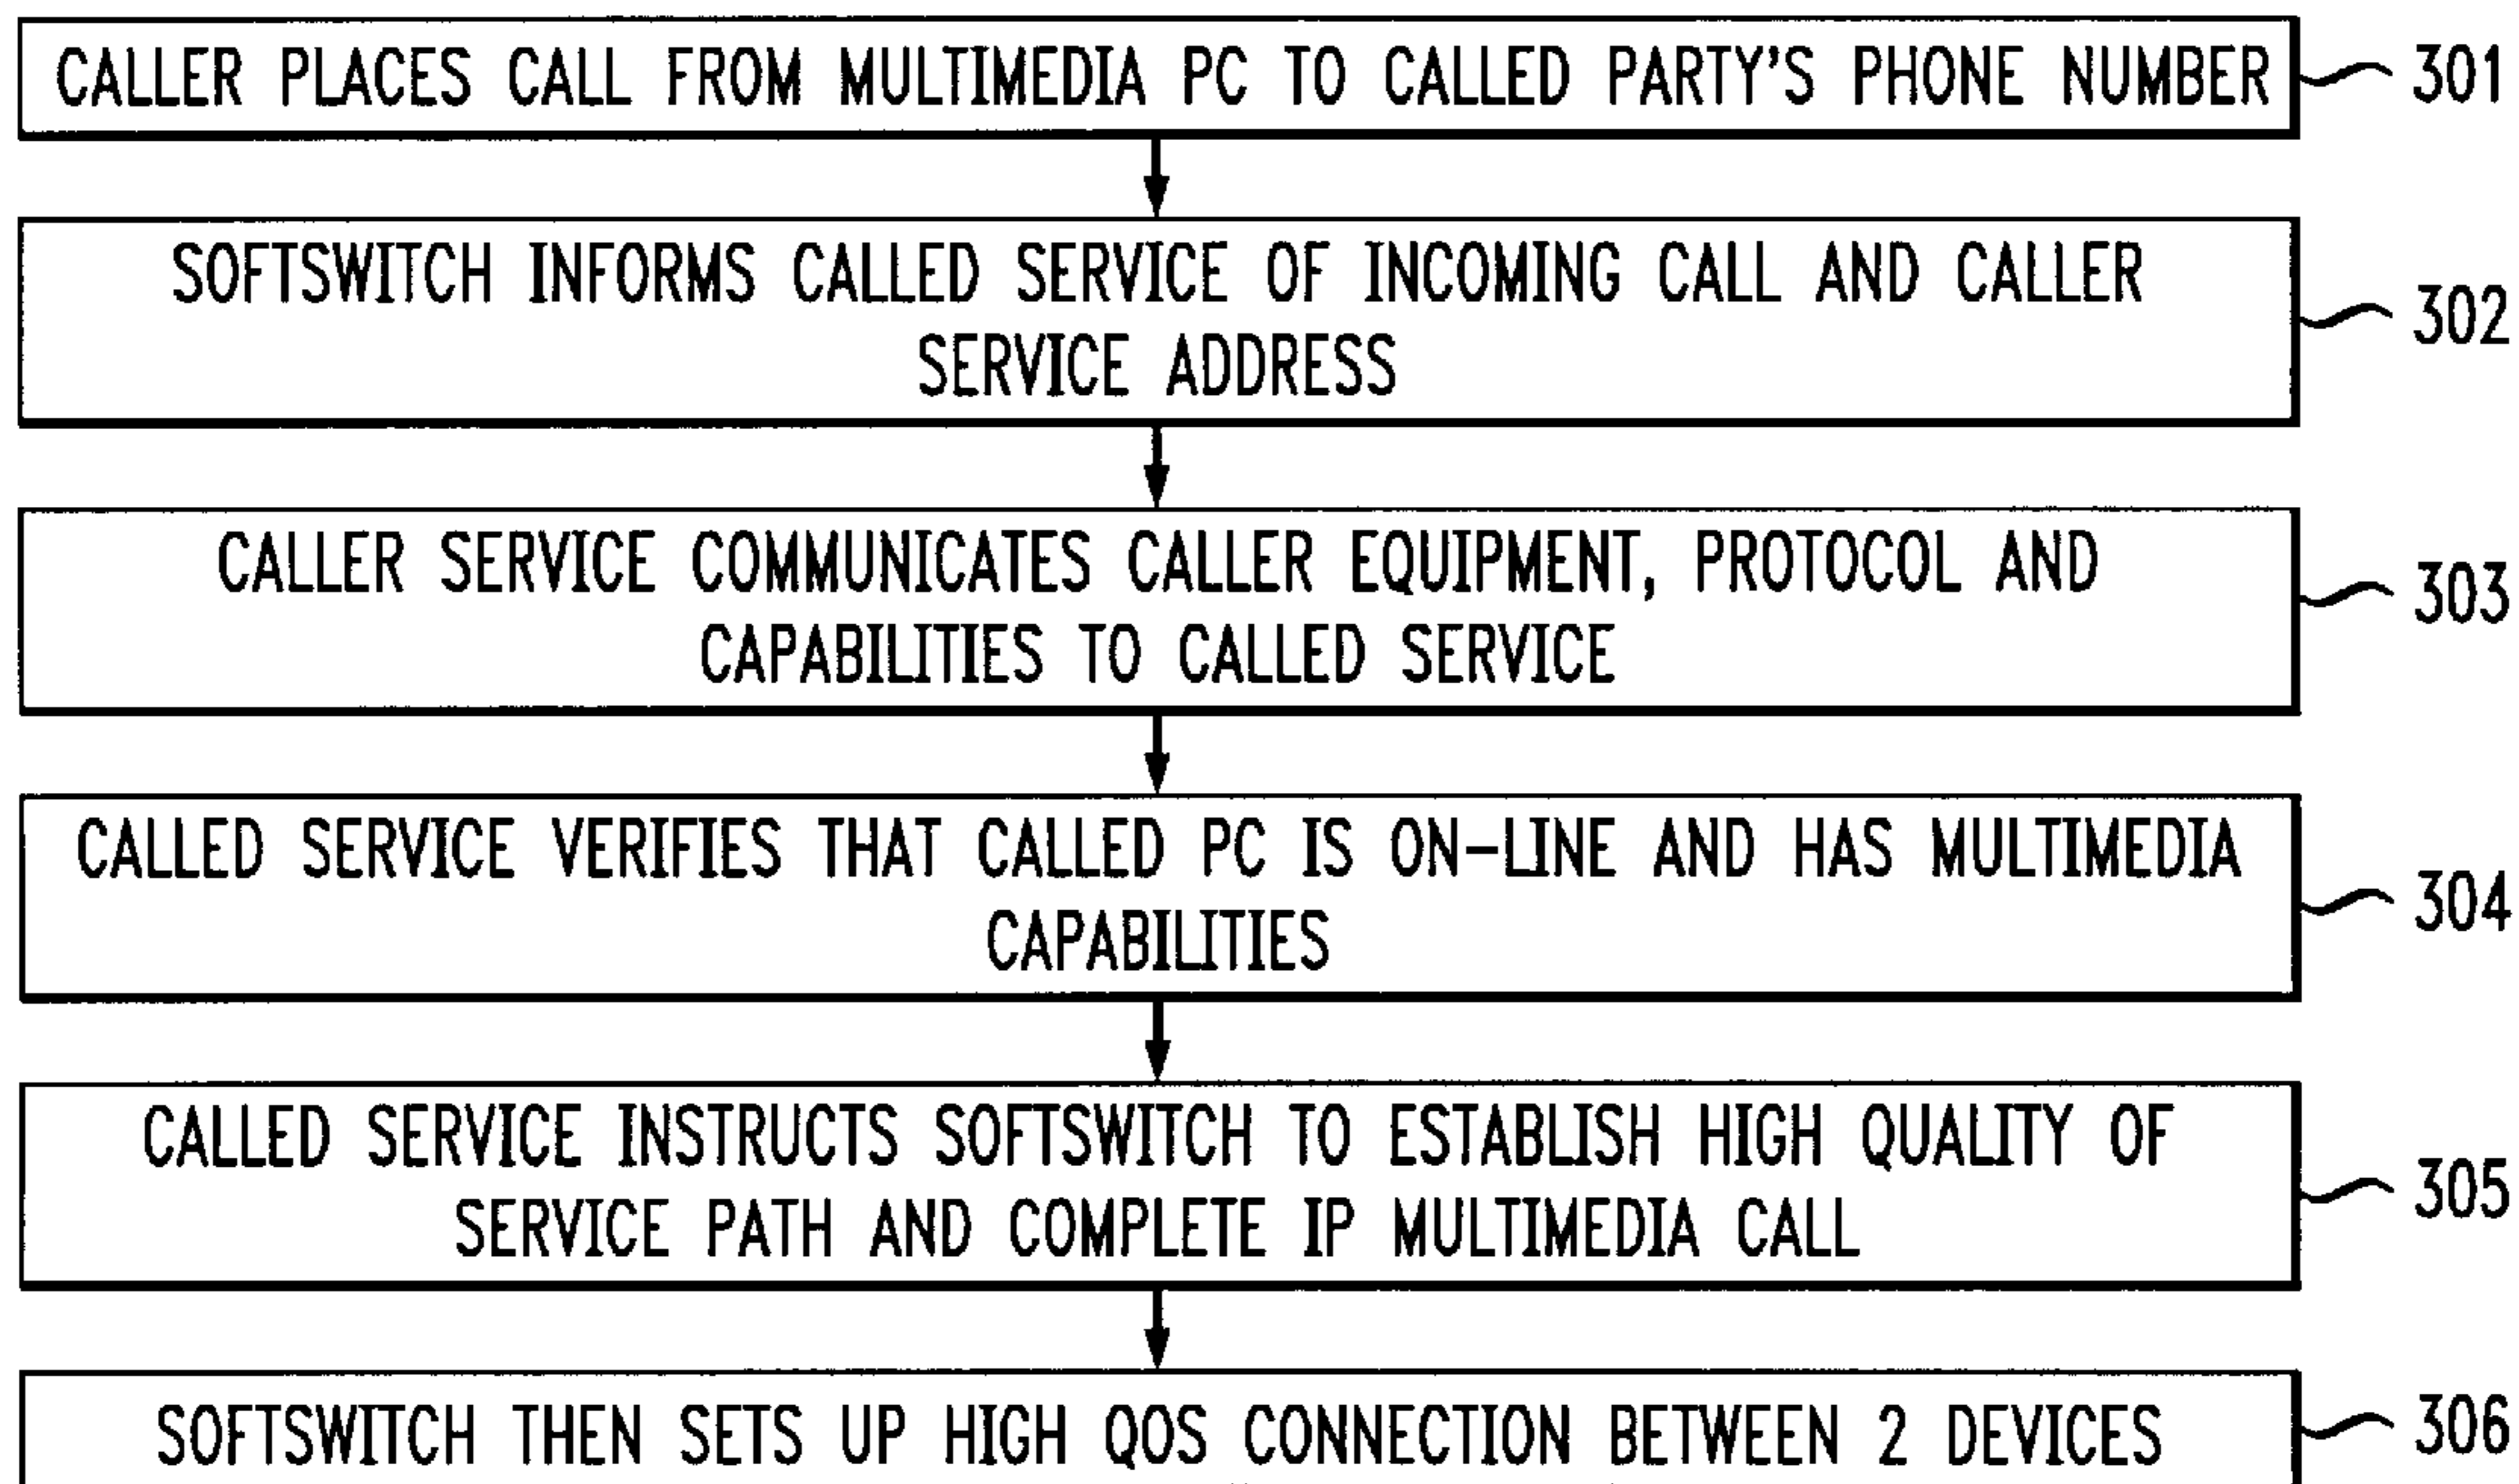 CALLER PLACES CALL FROM MULTIMEDIA PC TO CALLED PARTY'S PHONE NUMBER 301
SOFTSWITCH INFORMS CALLED SERVICE OF INCOMING CALL AND CALLER
SERVICE ADDRESS
302
CALLER SERVICE COMMUNICATES CALLER EQUIPMENT, PROTOCOL AND
CAPABILITIES TO CALLED SERVICE
303
CALLED SERVICE VERIFIES THAT CALLED PC IS ON-LINE AND HAS MULTIMEDIA
CAPABILITIES
304
CALLED SERVICE INSTRUCTS SOFTSWITCH TO ESTABLISH HIGH QUALITY OF
SERVICE PATH AND COMPLETE IP MULTIMEDIA CALL
305
SOFTSWITCH THEN SETS UP HIGH QOS CONNECTION BETWEEN 2 DEVICES 306